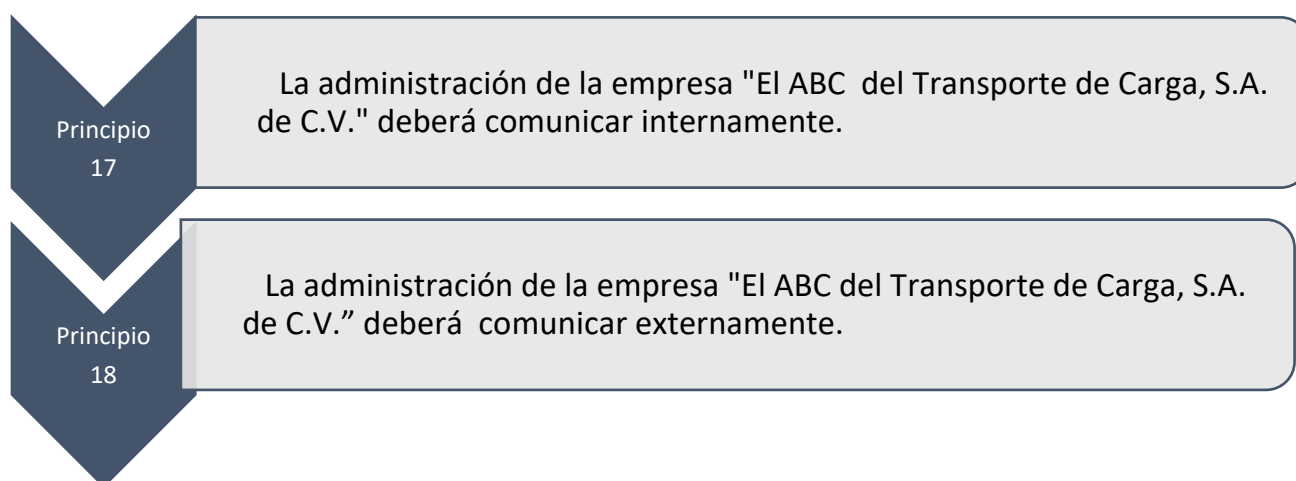 Principio
17
La administración de la empresa "El ABC  del Transporte de Carga, S.A.
de C.V." deberá comunicar internamente.
Principio
18
La administración de la empresa "El ABC del Transporte de Carga, S.A.
de C.V.” deberá  comunicar externamente.